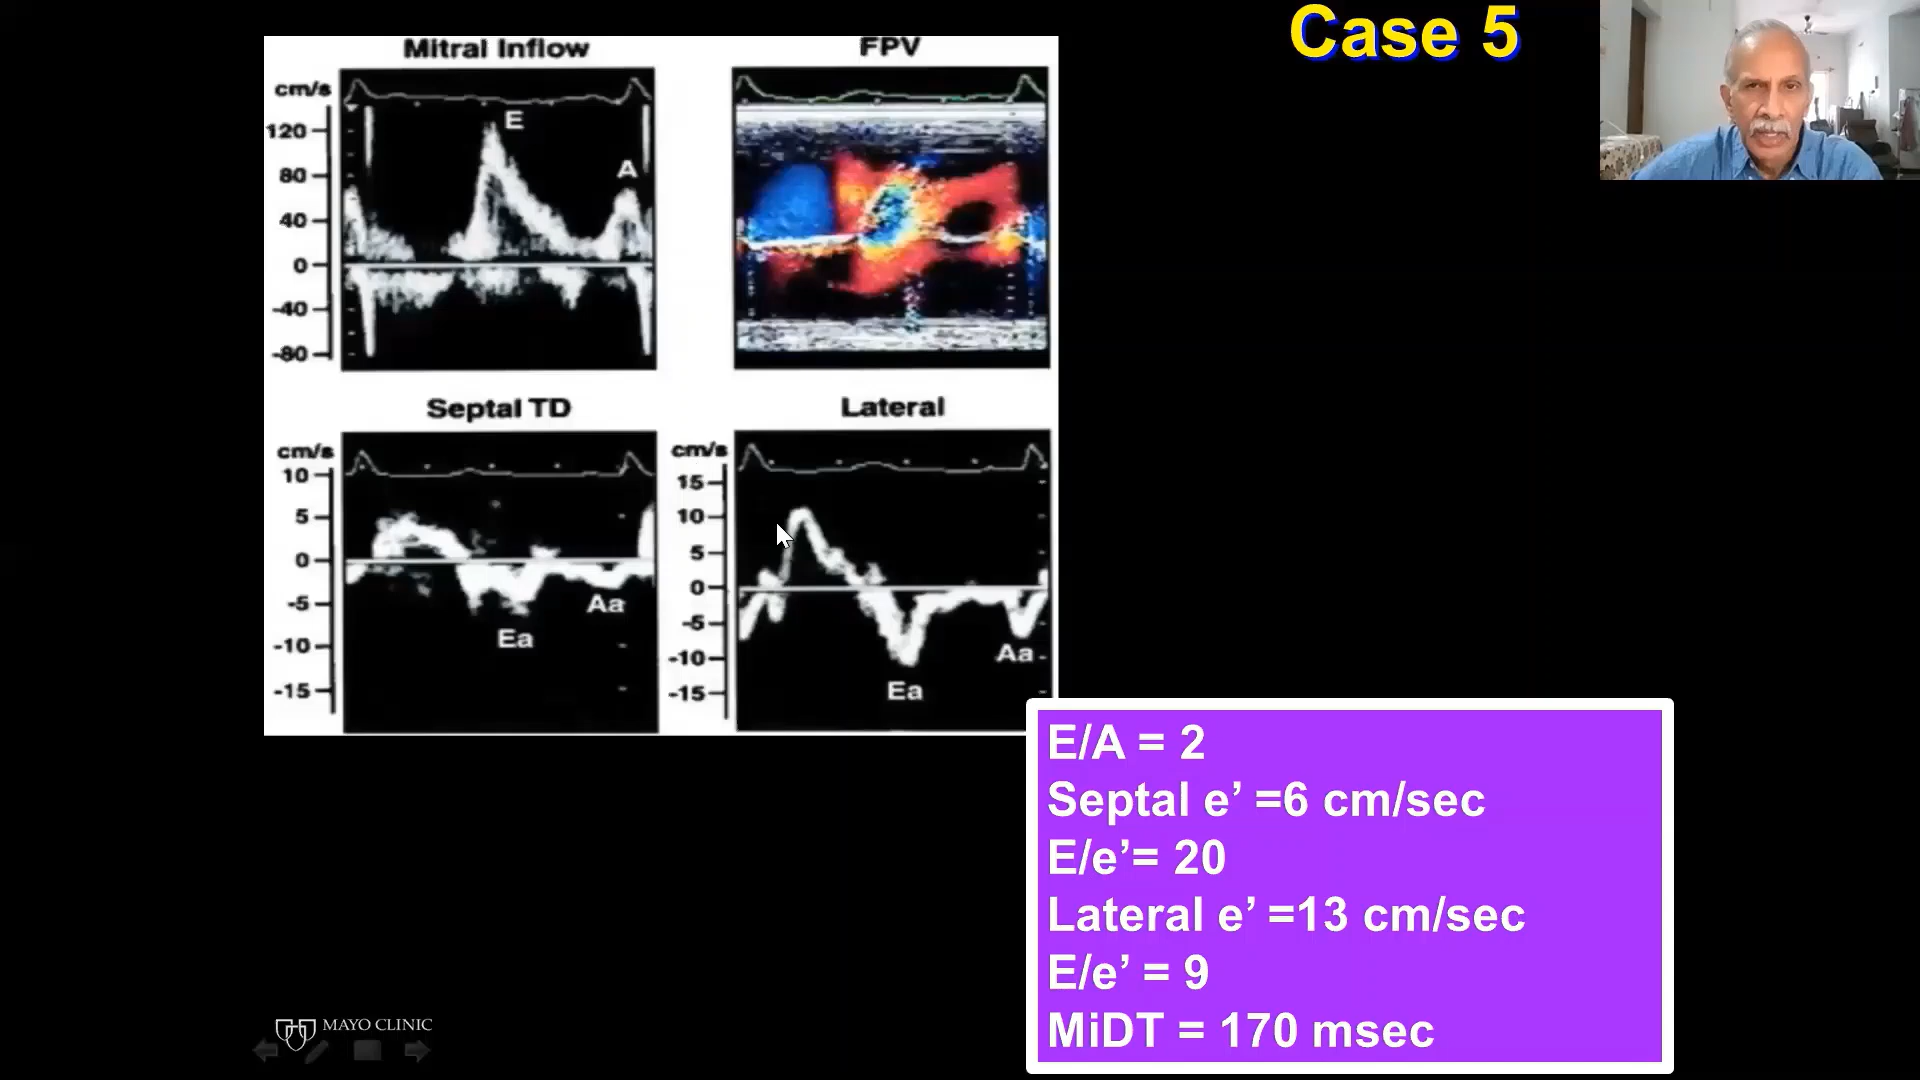 Case 5
Mitral Inflow
FPV
cm/s
E
A
120
80
40
0
-40
-80
Septal TD
Lateral
cm/s
10
5
0
-5
-10
-15
Ea
Aa
cm/s
15
10
5
0
-5
-10
-15
Ea
Aa
E/A = 2
Septal e’ =6 cm/sec
E/e’= 20
Lateral e’ =13 cm/sec
E/e’ = 9
MiDT = 170 msec
MAYO CLINIC